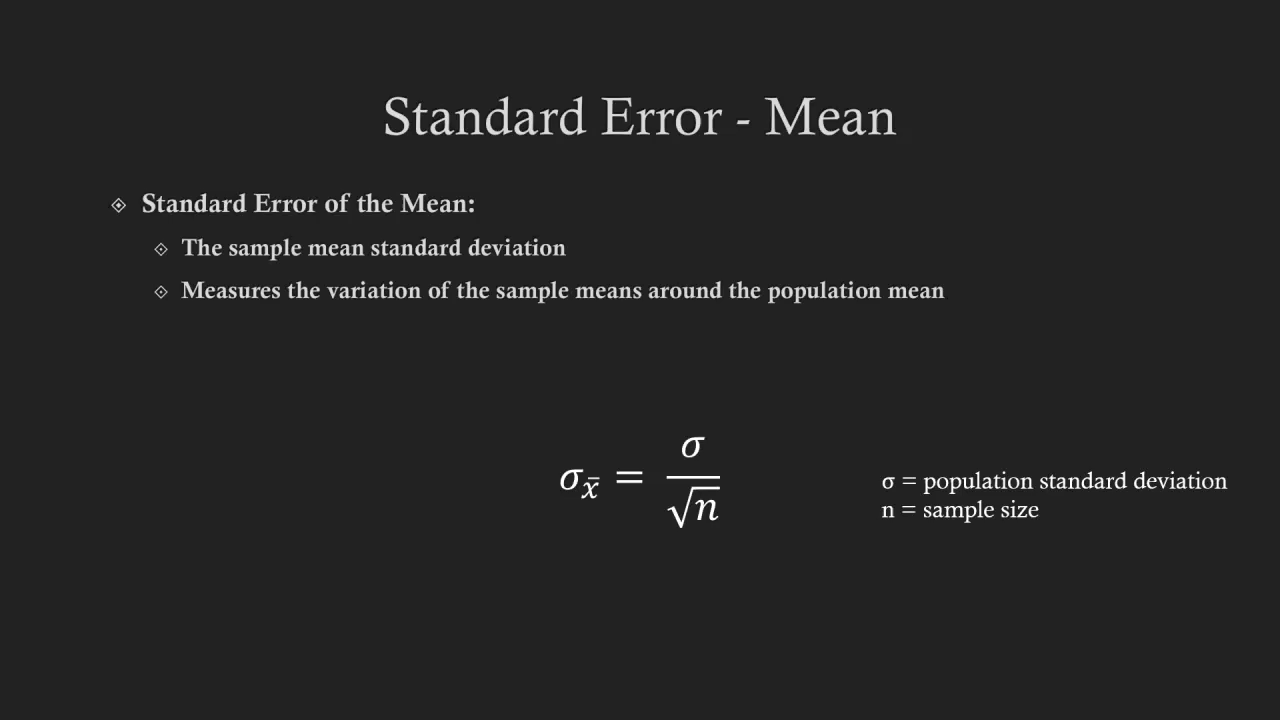 Standard Error - Mean
Standard Error of the Mean:
The sample mean standard deviation
Measures the variation of the sample means around the population mean
σ_x̄ = σ/√n
σ = population standard deviation
n = sample size